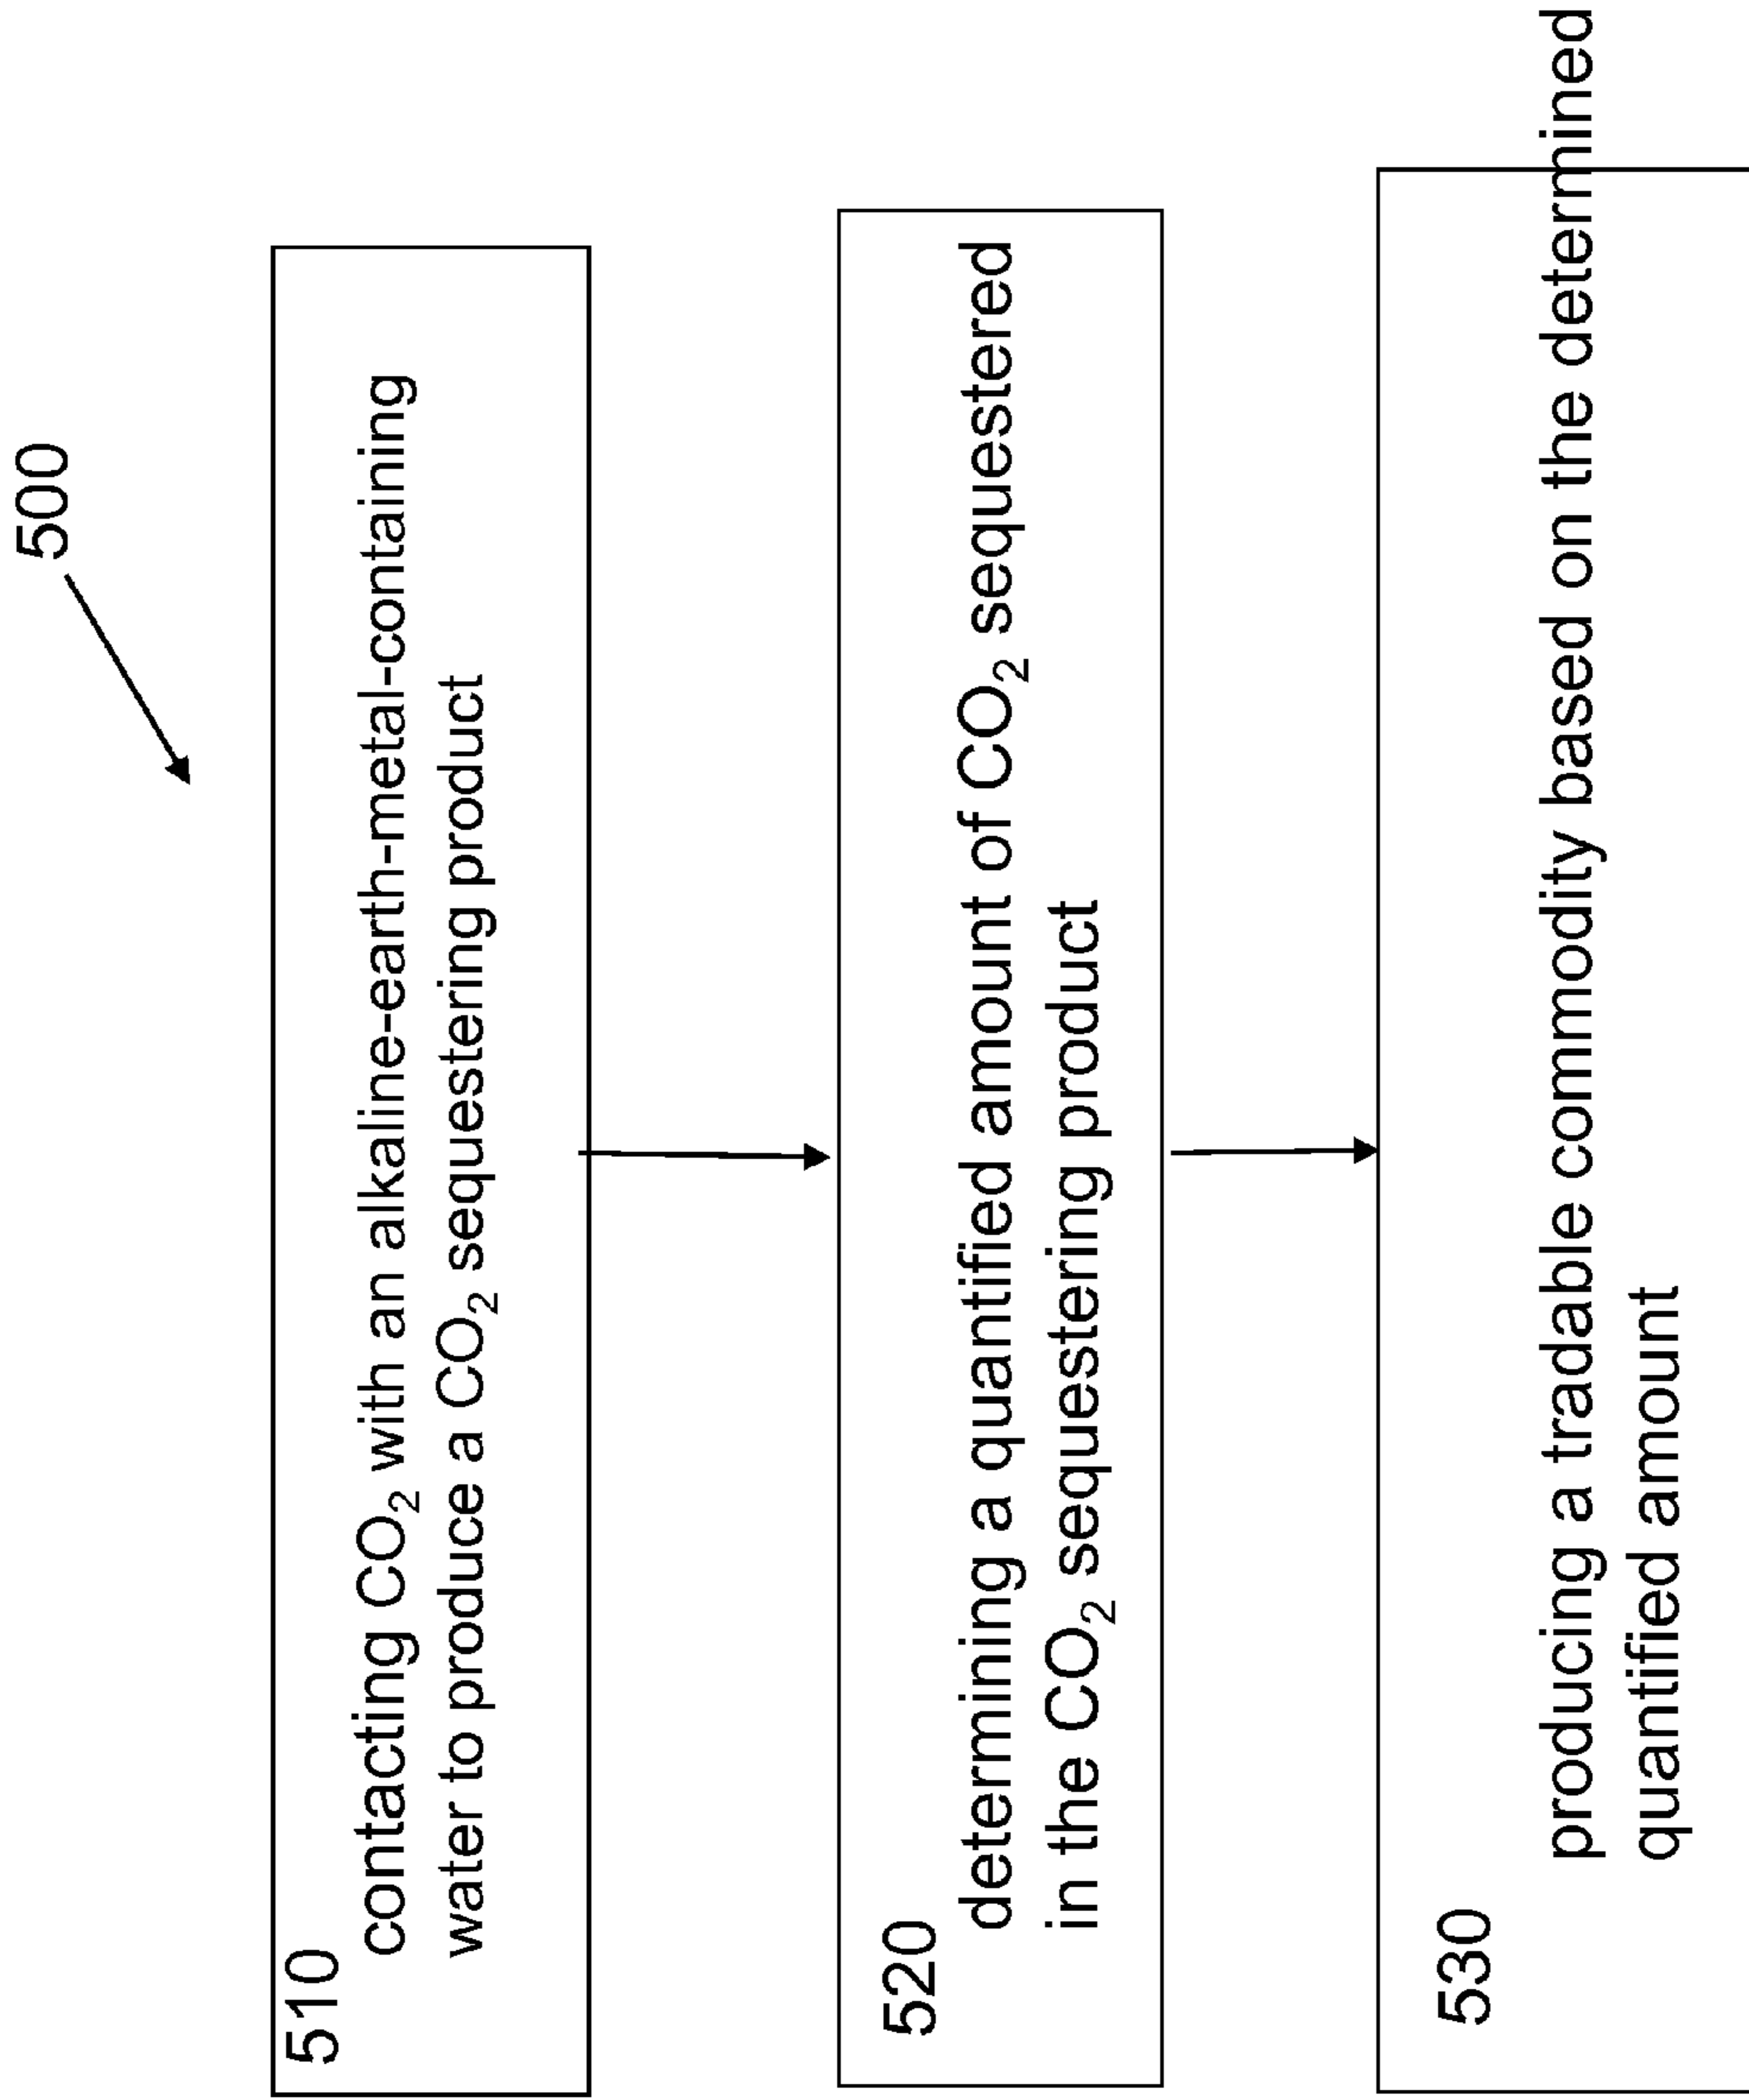 500
510
contacting CO₂ with an alkaline-earth-metal-containing
water to produce a CO₂ sequestering product
520
determining a quantified amount of CO₂ sequestered
in the CO₂ sequestering product
530
producing a tradable commodity based on the determined
quantified amount